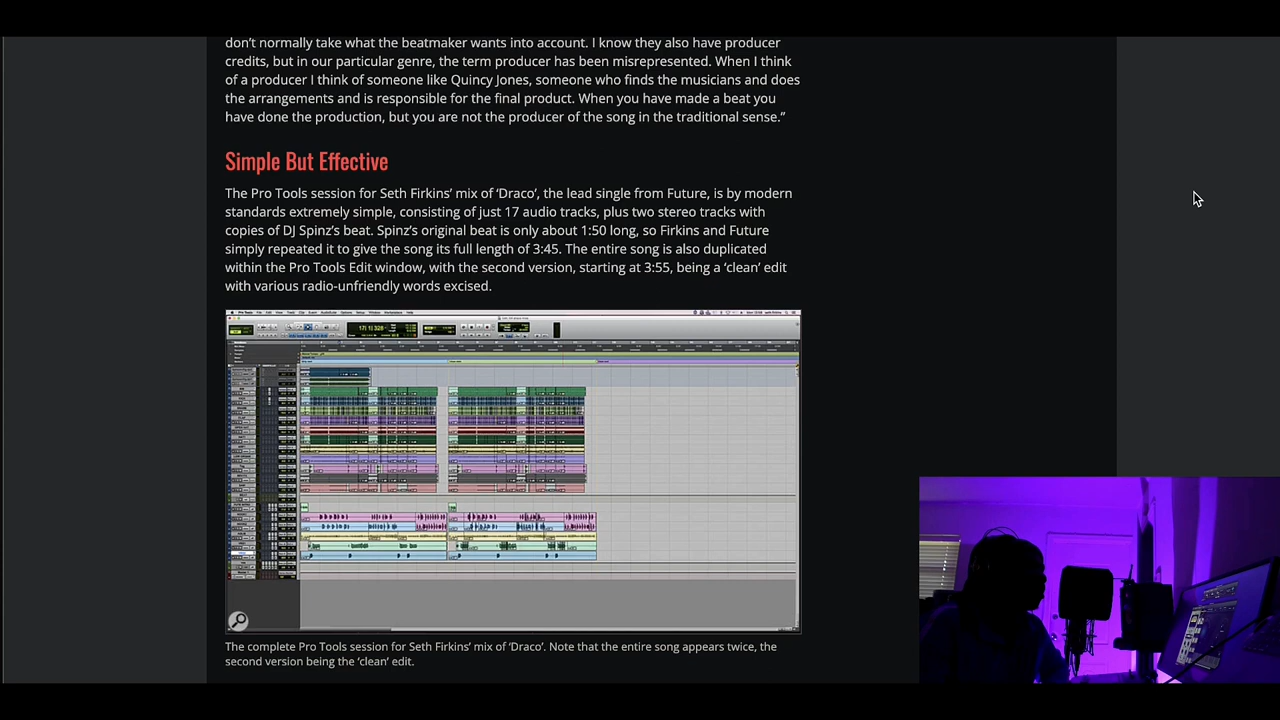 don’t normally take what the beatmaker wants into account. I know they also have producer
credits, but in our particular genre, the term producer has been misrepresented. When I think
of a producer I think of someone like Quincy Jones, someone who finds the musicians and does
the arrangements and is responsible for the final product. When you have made a beat you
have done the production, but you are not the producer of the song in the traditional sense.”
Simple But Effective
The Pro Tools session for Seth Firkins’ mix of ‘Draco’, the lead single from Future, is by modern
standards extremely simple, consisting of just 17 audio tracks, plus two stereo tracks with
copies of DJ Spinz’s beat. Spinz’s original beat is only about 1:50 long, so Firkins and Future
simply repeated it to give the song its full length of 3:45. The entire song is also duplicated
within the Pro Tools Edit window, with the second version, starting at 3:55, being a ‘clean’ edit
with various radio-unfriendly words excised.
The complete Pro Tools session for Seth Firkins’ mix of ‘Draco’. Note that the entire song appears twice, the
second version being the ‘clean’ edit.